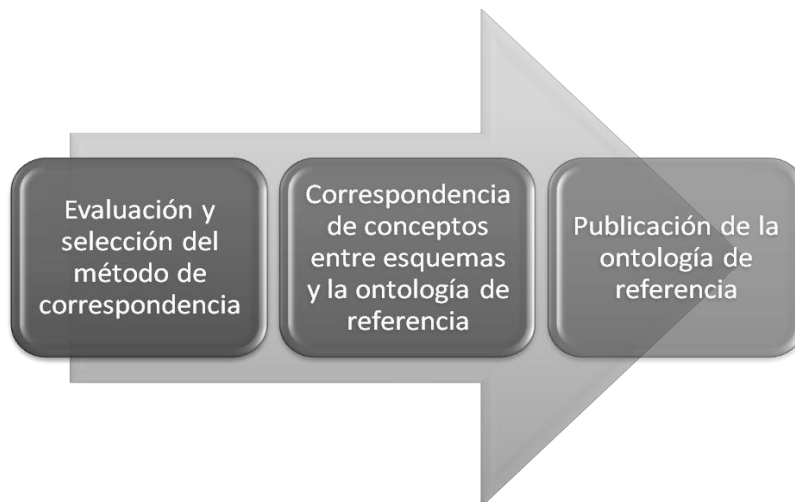 Evaluación y
selección del
método de
correspondencia
Correspondencia
de conceptos
entre esquemas
y la ontología de
referencia
Publicación de la
ontología de
referencia